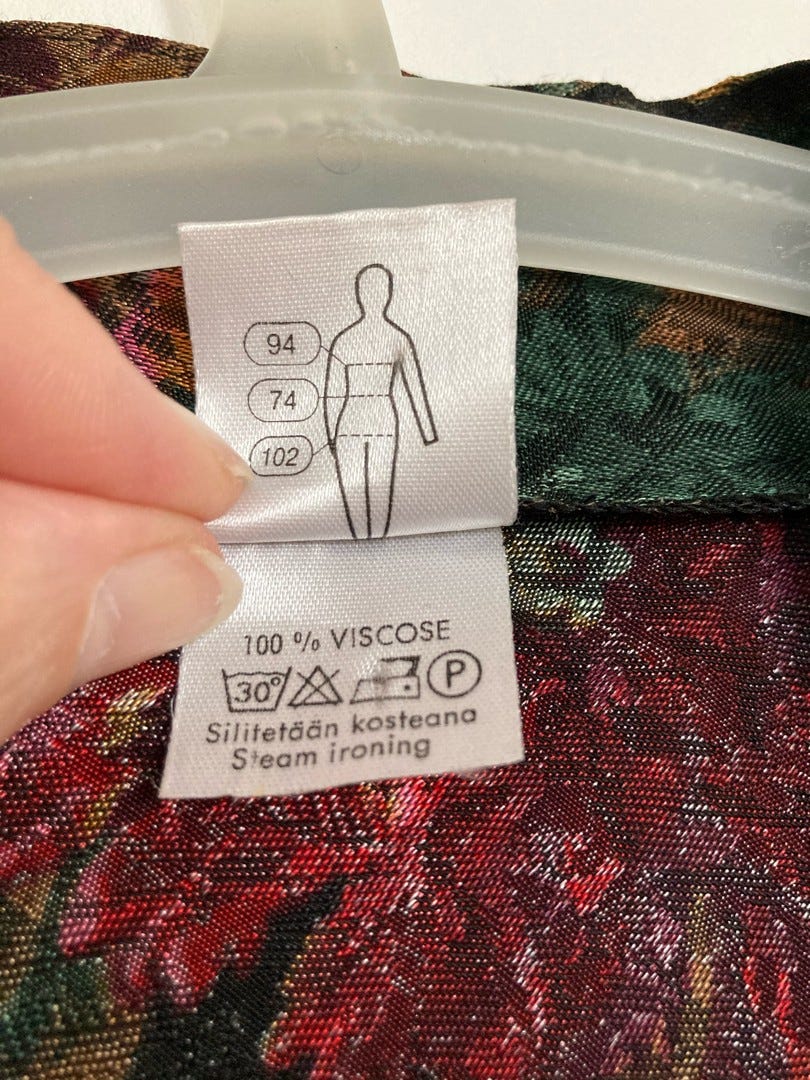 94
74
102
100 % VISCOSE
30° P
Silitetään kosteana
Steam ironing